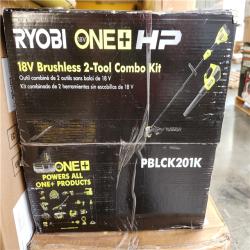 RYOBI ONE+ HP
18V Brushless 2-Tool Combo Kit
Outil combiné de 2 outils sans balai de 18 V
Kit combinado de 2 herramientas sin escobillas de 18 V
ONE+
POWERS ALL
ONE+ PRODUCTS
PBLCK201K